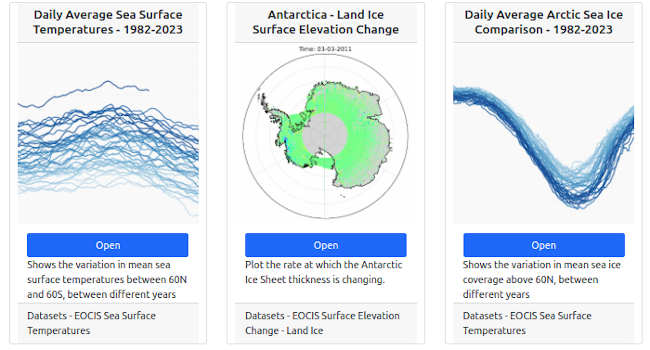 Daily Average Sea Surface
Temperatures - 1982-2023
Open
Shows the variation in mean sea
surface temperatures between 60N
and 60S, between different years
Datasets - EOCIS Sea Surface
Temperatures
Antarctica - Land Ice
Surface Elevation Change
Time: 03-03-2011
Open
Plot the rate at which the Antarctic
Ice Sheet thickness is changing.
Datasets - EOCIS Surface Elevation
Change - Land Ice
Daily Average Arctic Sea Ice
Comparison - 1982-2023
Open
Shows the variation in mean sea ice
coverage above 60N, between
different years
Datasets - EOCIS Sea Surface
Temperatures